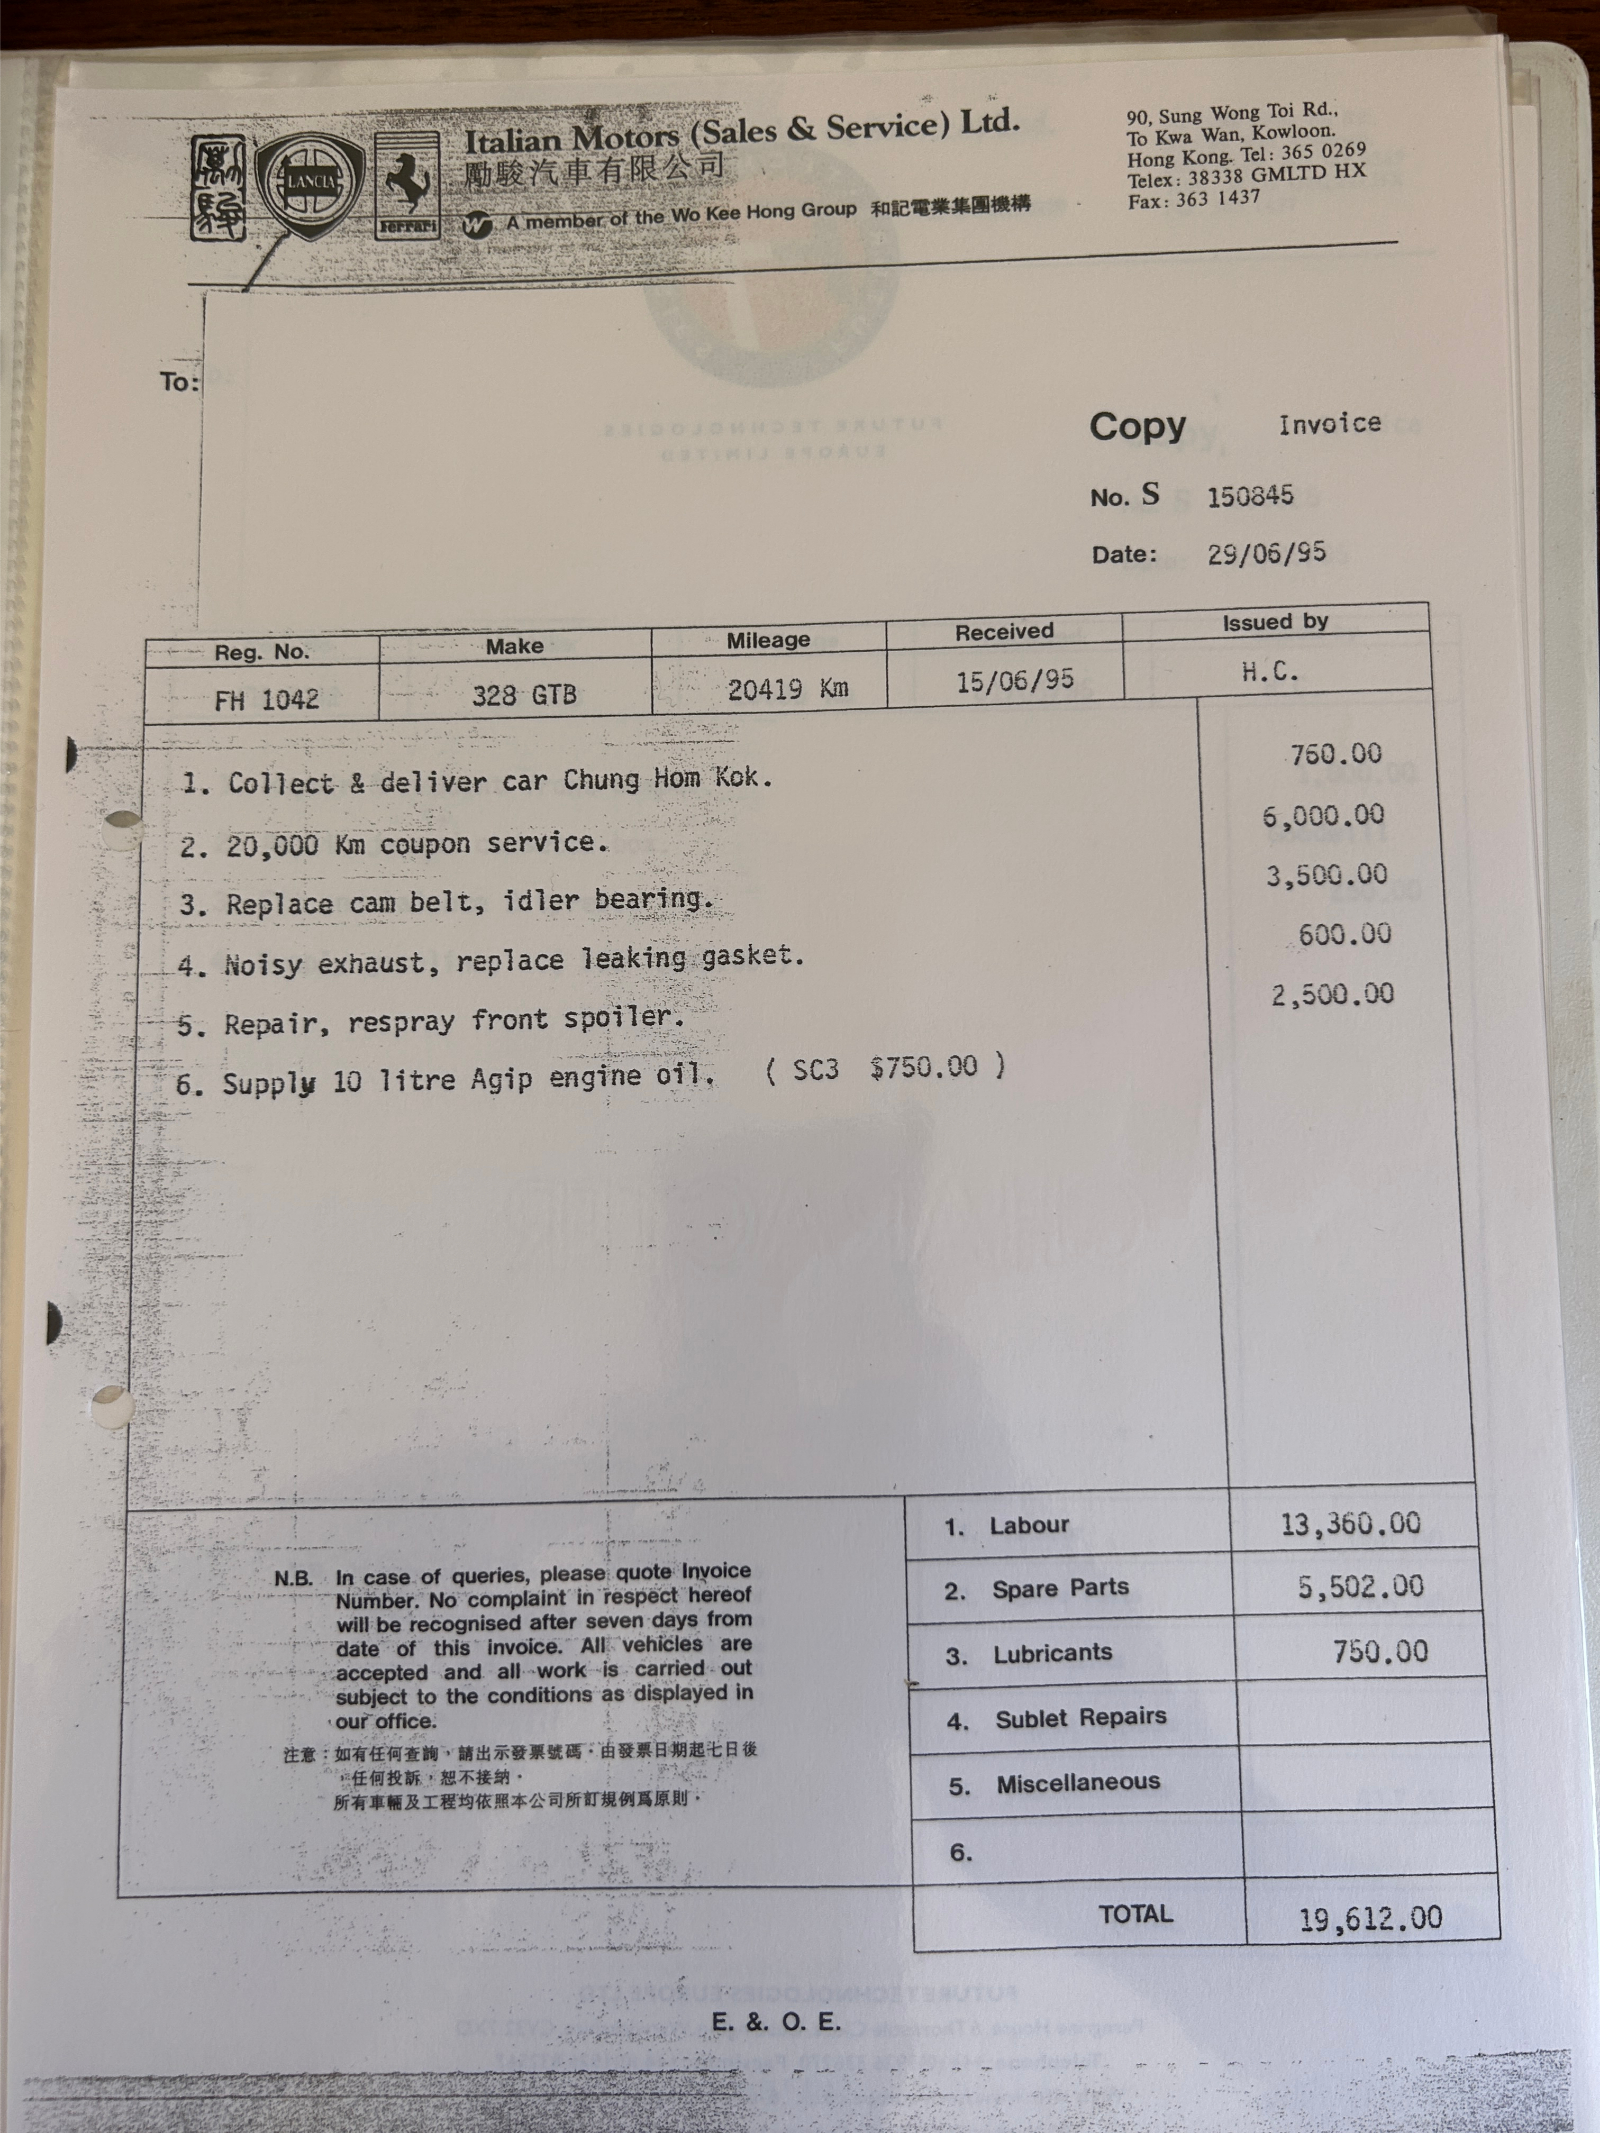 勵駿
LANCIA
Ferrari
Italian Motors (Sales & Service) Ltd.
勵駿汽車有限公司
A member of the Wo Kee Hong Group 和記電業集團機構
90, Sung Wong Toi Rd.,
To Kwa Wan, Kowloon.
Hong Kong. Tel: 365 0269
Telex: 38338 GMLTD HX
Fax: 363 1437
To:
Copy Invoice
No. S 150845
Date: 29/06/95
Reg. No. Make Mileage Received Issued by
FH 1042 328 GTB 20419 Km 15/06/95 H.C.
1. Collect & deliver car Chung Hom Kok. 760.00
2. 20,000 Km coupon service. 6,000.00
3. Replace cam belt, idler bearing. 3,500.00
4. Noisy exhaust, replace leaking gasket. 600.00
5. Repair, respray front spoiler. 2,500.00
6. Supply 10 litre Agip engine oil. ( SC3 $750.00 )
1. Labour 13,360.00
2. Spare Parts 5,502.00
3. Lubricants 750.00
4. Sublet Repairs
5. Miscellaneous
6.
TOTAL 19,612.00
N.B. In case of queries, please quote Invoice
Number. No complaint in respect hereof
will be recognised after seven days from
date of this invoice. All vehicles are
accepted and all work is carried out
subject to the conditions as displayed in
our office.
注意：如有任何查詢，請出示發票號碼。由發票日期起七日後
，任何投訴，恕不接納。
所有車輛及工程均依照本公司所訂規例爲原則。
E. &. O. E.
FUTURE TECHNOLOGIES
EUROPE LIMITED
FUTURE TECHNOLOGIES EUROPE LTD